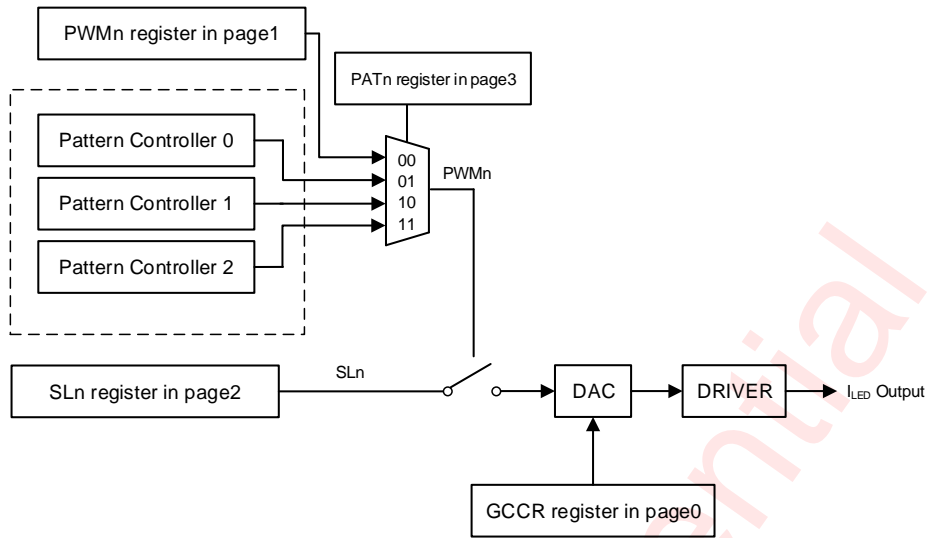 PWMn register in page1
PATn register in page3
Pattern Controller 0
Pattern Controller 1
Pattern Controller 2
00
01
10
11
PWMn
SLn register in page2
SLn
DAC
DRIVER
ILED Output
GCCR register in page0
ential